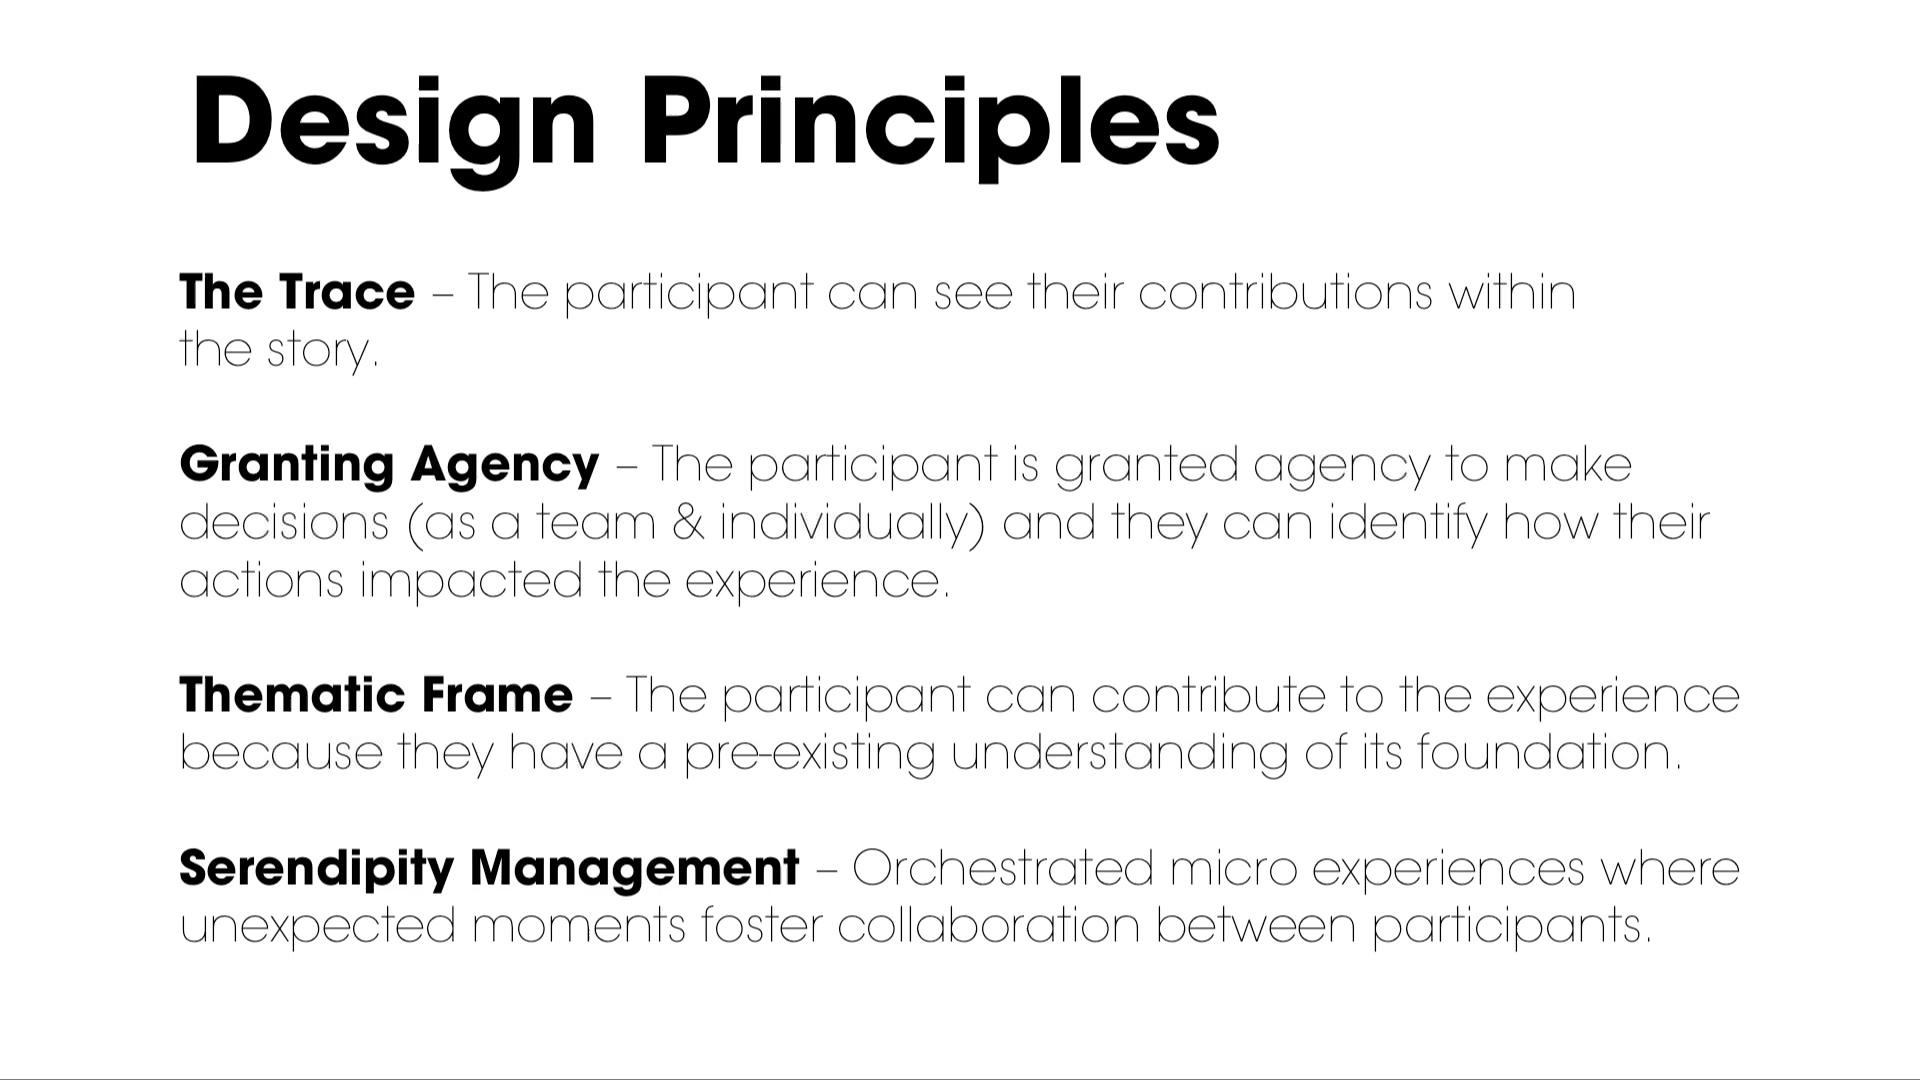 Design Principles
The Trace – The participant can see their contributions within
the story.
Granting Agency – The participant is granted agency to make
decisions (as a team & individually) and they can identify how their
actions impacted the experience.
Thematic Frame – The participant can contribute to the experience
because they have a pre-existing understanding of its foundation.
Serendipity Management – Orchestrated micro experiences where
unexpected moments foster collaboration between participants.